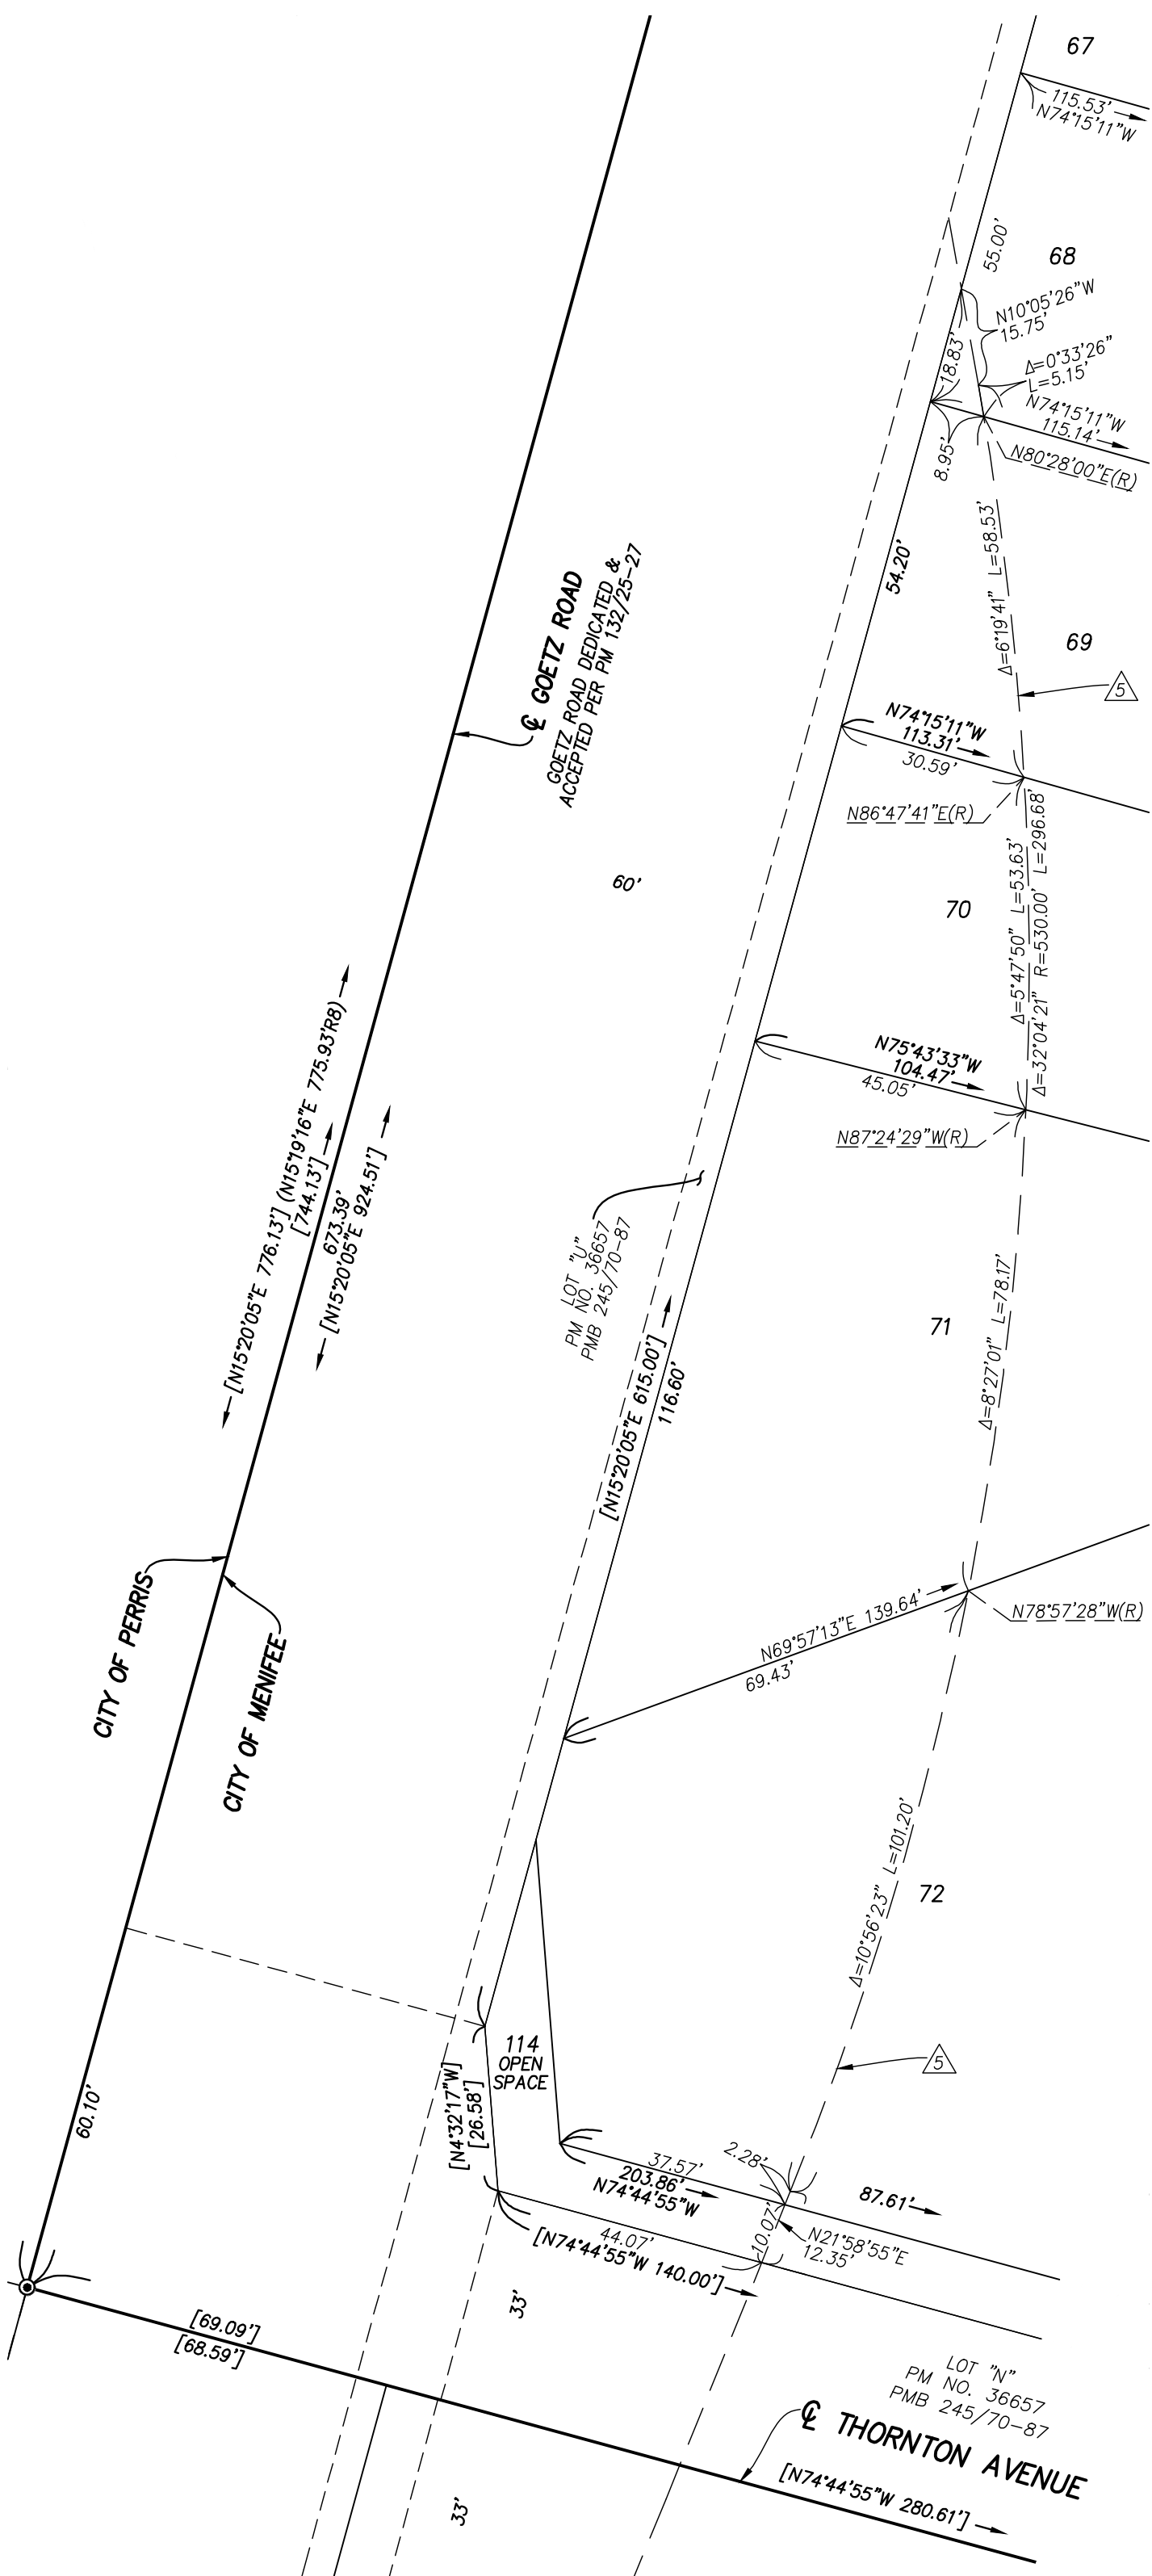 67
115.53'
N74°15'11"W
55.00'
68
N10°05'26"W
15.75'
18.83'
Δ=0°33'26"
L=5.15'
N74°15'11"W
115.14'
8.95'
N80°28'00"E(R)
Δ=6°19'41" L=58.53'
54.20'
℄ GOETZ ROAD
GOETZ ROAD DEDICATED &
ACCEPTED PER PM 132/25-27
69
5
N74°15'11"W
113.31'
30.59'
N86°47'41"E(R)
60'
70
Δ=5°47'50" L=53.63'
Δ=32°04'21" R=530.00' L=296.68'
N75°43'33"W
104.47'
45.05'
N87°24'29"W(R)
[N15°20'05"E 776.13'] (N15°19'16"E 775.93'R8)
[744.13']
673.39'
[N15°20'05"E 924.51']
LOT "U"
PM NO. 36657
PMB 245/70-87
71
Δ=8°27'01" L=78.17'
[N15°20'05"E 615.00']
116.60'
CITY OF PERRIS
CITY OF MENIFEE
N69°57'13"E 139.64'
69.43'
N78°57'28"W(R)
72
Δ=10°56'23" L=101.20'
5
114
OPEN
SPACE
60.10'
[N4°32'17"W]
[26.58']
37.57'
203.86'
N74°44'55"W
2.28'
87.61'
10.07'
N21°58'55"E
12.35'
44.07'
[N74°44'55"W 140.00']
33'
[69.09']
[68.59']
LOT "N"
PM NO. 36657
PMB 245/70-87
℄ THORNTON AVENUE
[N74°44'55"W 280.61']
33'